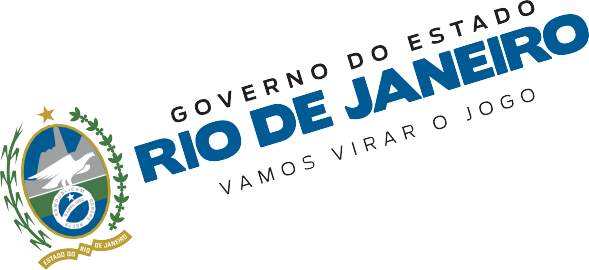 GOVERNO DO ESTADO
RIO DE JANEIRO
VAMOS VIRAR O JOGO
ESTADO DO RIO DE JANEIRO